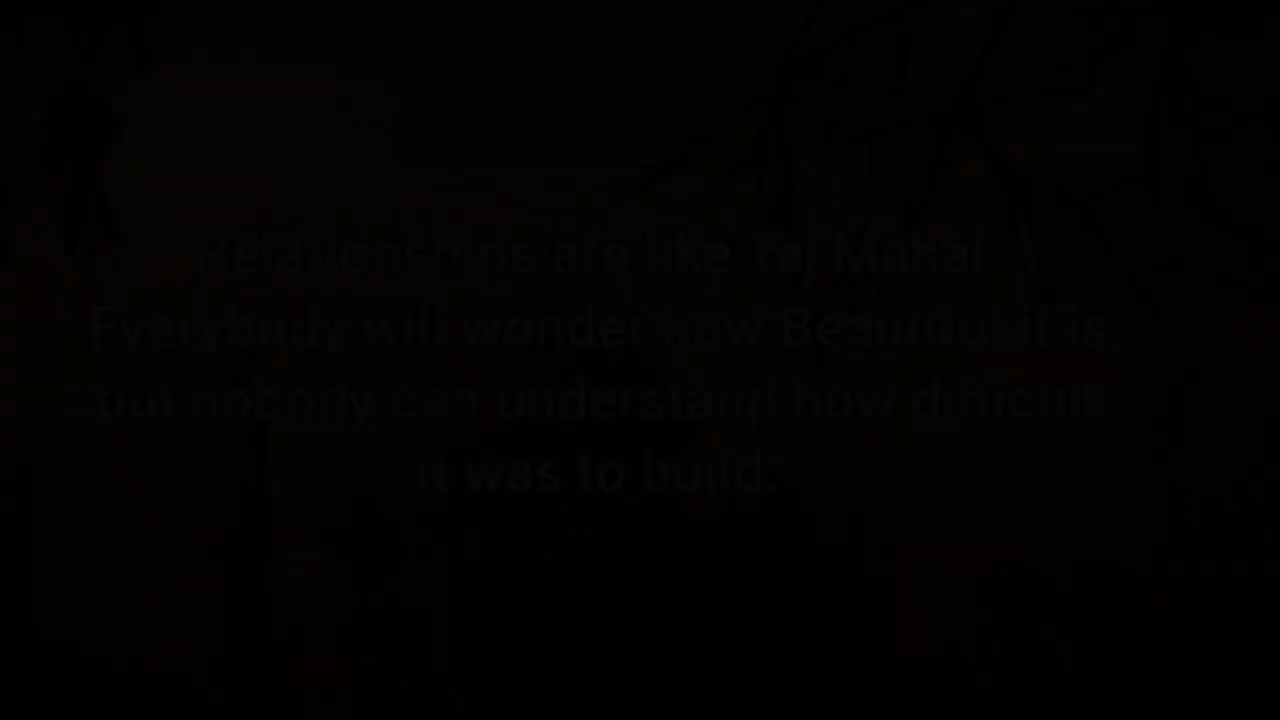 Relationships are like Taj Mahal
Everybody will wonder how Beautiful it is,
but nobody can understand how difficult
it was to build.